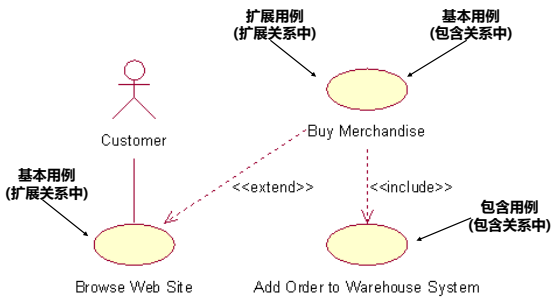 扩展用例
(扩展关系中)
基本用例
(包含关系中)
Customer
Buy Merchandise
基本用例
(扩展关系中)
<<extend>>
<<include>>
包含用例
(包含关系中)
Browse Web Site
Add Order to Warehouse System